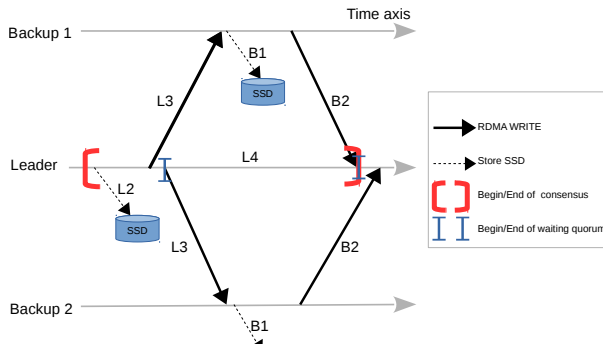 Time axis
Backup 1
B1
SSD
L3
B2
RDMA WRITE
Leader
L4
Store SSD
L2
Begin/End of consensus
SSD
Begin/End of waiting quorum
L3
B2
Backup 2
B1